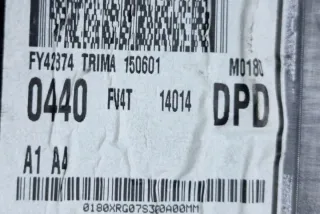 FY42374 TRIMA 150601 M0180
0440 FV4T 14014 DPD
A1 A4
0180XRG07S300A00MM